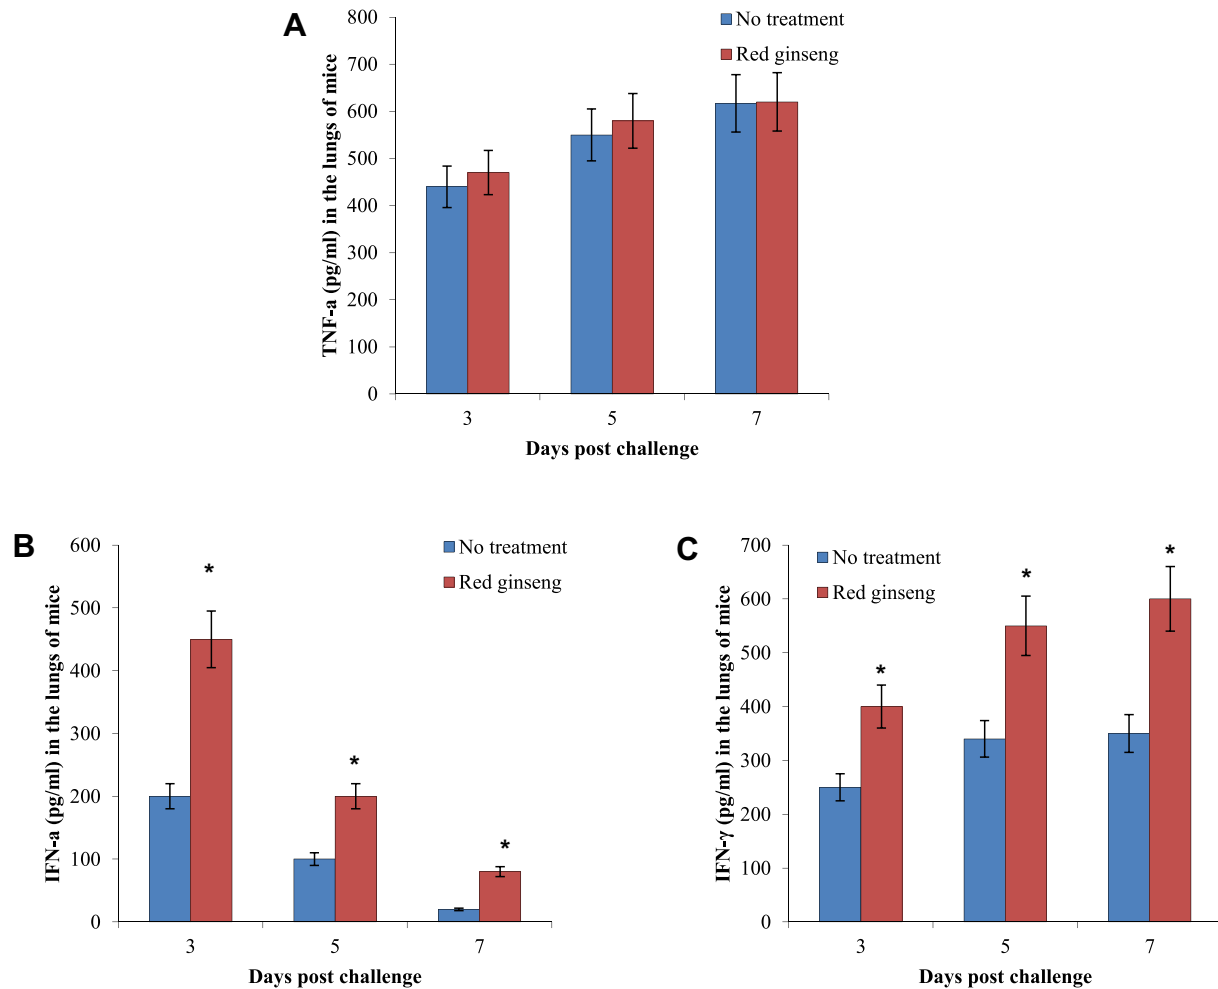 A
TNF-a (pg/ml) in the lungs of mice
800
700
600
500
400
300
200
100
0
No treatment
Red ginseng
3 5 7
Days post challenge
B
IFN-a (pg/ml) in the lungs of mice
600
500
400
300
200
100
0
No treatment
Red ginseng
* * *
3 5 7
Days post challenge
C
IFN-γ (pg/ml) in the lungs of mice
700
600
500
400
300
200
100
0
No treatment
Red ginseng
* * *
3 5 7
Days post challenge